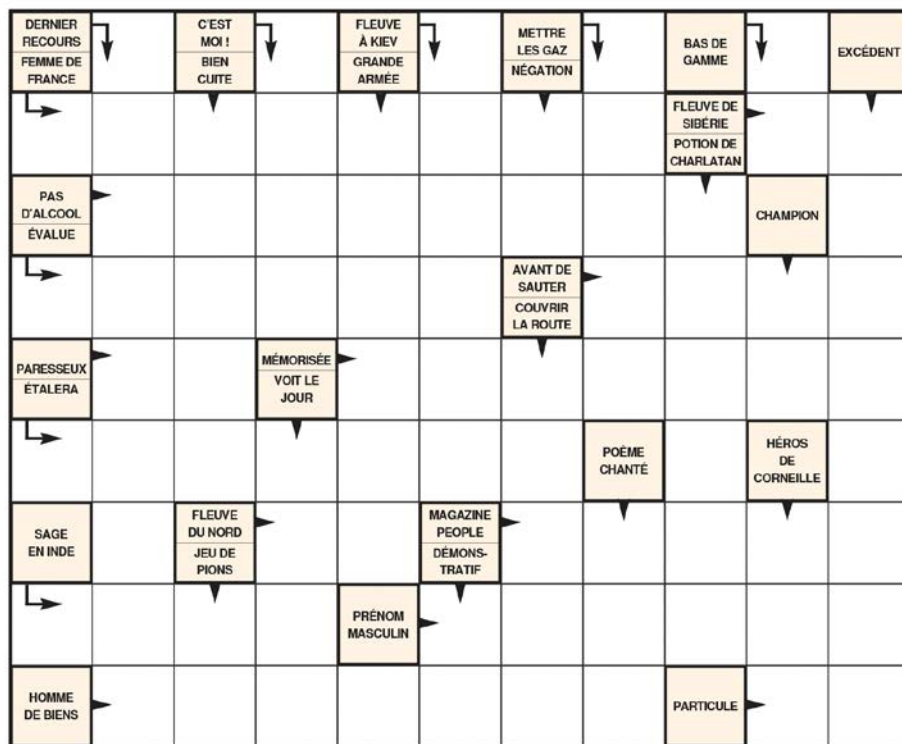 DERNIER
RECOURS
FEMME DE
FRANCE
C'EST
MOI !
BIEN
CUITE
FLEUVE
À KIEV
GRANDE
ARMÉE
METTRE
LES GAZ
NÉGATION
BAS DE
GAMME
EXCÉDENT
FLEUVE DE
SIBÉRIE
POTION DE
CHARLATAN
PAS
D'ALCOOL
ÉVALUE
CHAMPION
AVANT DE
SAUTER
COUVRIR
LA ROUTE
PARESSEUX
ÉTALERA
MÉMORISÉE
VOIT LE
JOUR
POÈME
CHANTÉ
HÉROS
DE
CORNEILLE
SAGE
EN INDE
FLEUVE
DU NORD
JEU DE
PIONS
MAGAZINE
PEOPLE
DÉMONS-
TRATIF
PRÉNOM
MASCULIN
HOMME
DE BIENS
PARTICULE